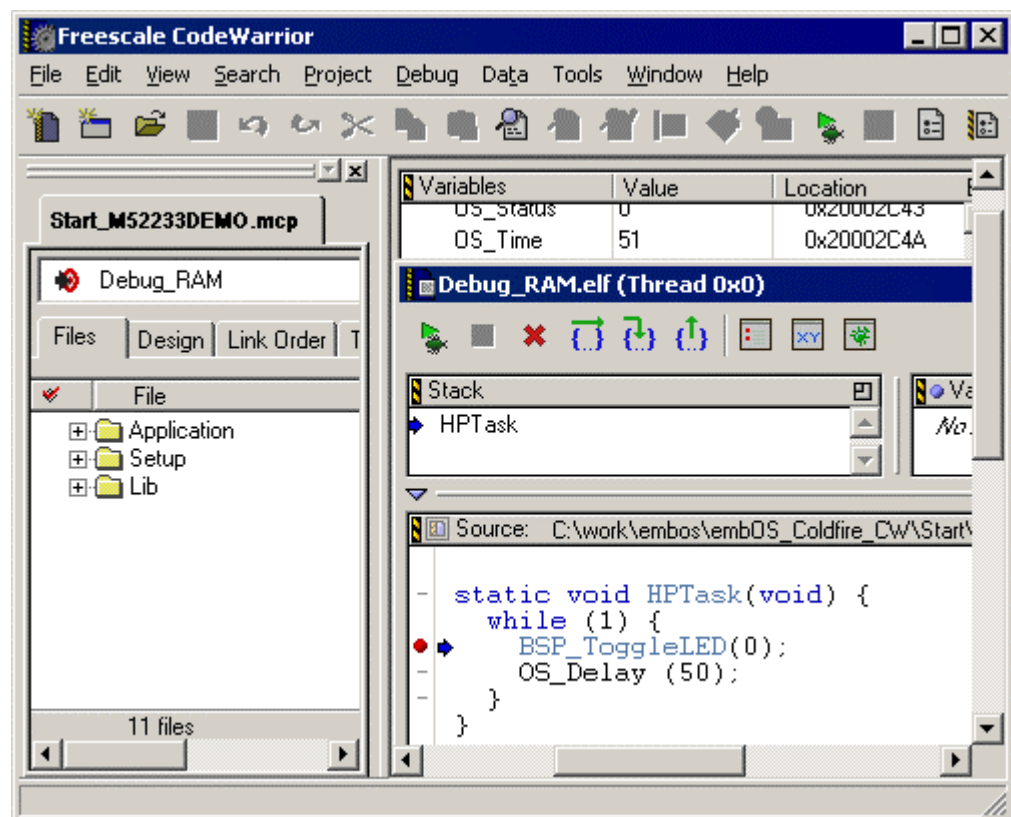 Freescale CodeWarrior
File Edit View Search Project Debug Data Tools Window Help
Start_M52233DEMO.mcp
Debug_RAM
Files Design Link Order
File
Application
Setup
Lib
11 files
Variables Value Location
OS_Status 0 0x20002C43
OS_Time 51 0x20002C4A
Debug_RAM.elf (Thread 0x0)
Stack
HPTask
Source: C:\work\embos\embOS_Coldfire_CW\Start\
static void HPTask(void) {
while (1) {
BSP_ToggleLED(0);
OS_Delay (50);
}
}